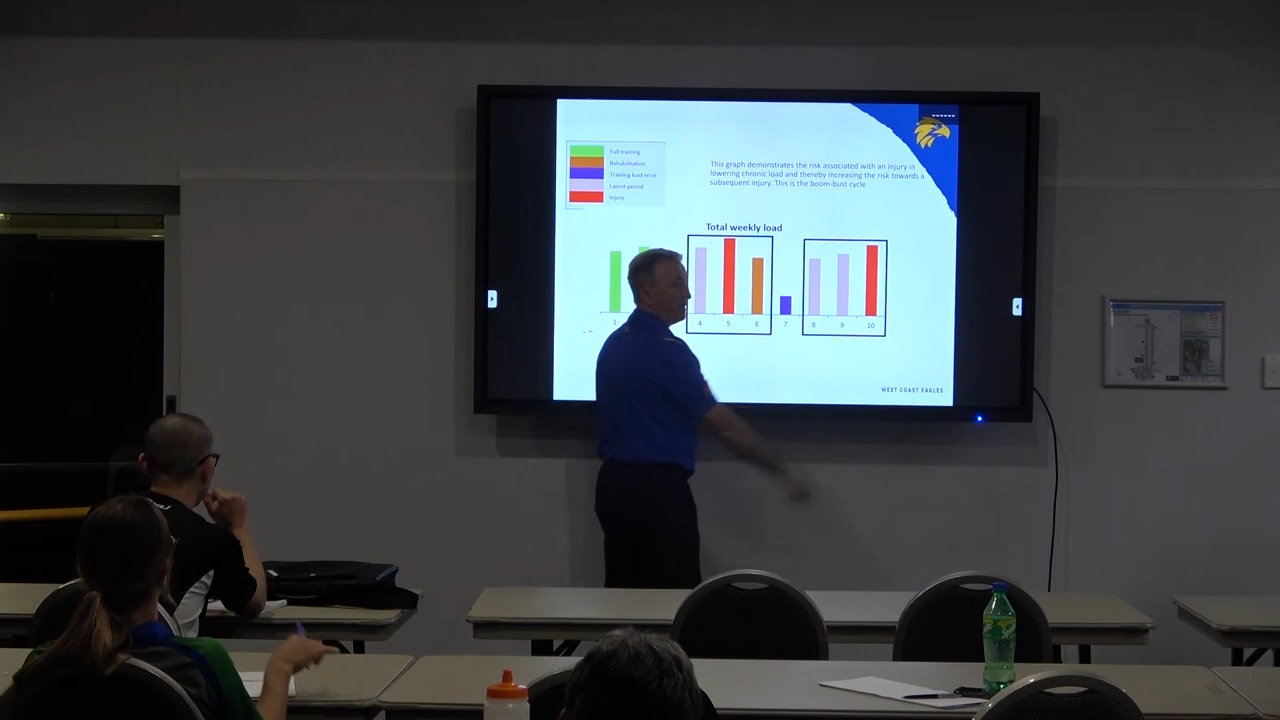 Full training
Rehabilitation
Training load error
Latent period
Injury
This graph demonstrates the risk associated with an injury in
lowering chronic load and thereby increasing the risk towards a
subsequent injury. This is the boom-bust cycle
Total weekly load
1 4 5 6 7 8 9 10
WEST COAST EAGLES